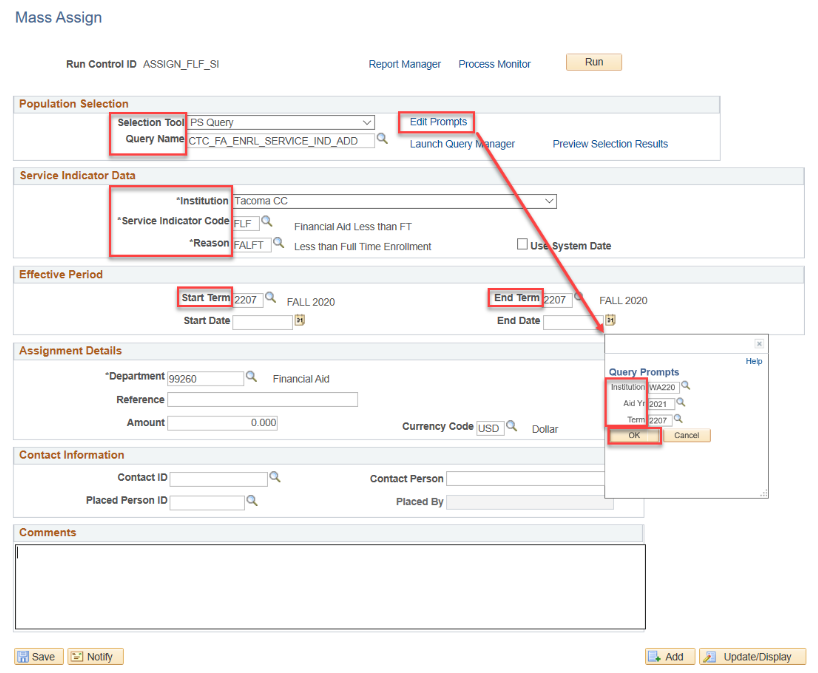 Mass Assign
Run Control ID ASSIGN_FLF_SI Report Manager Process Monitor Run
Population Selection
Selection Tool PS Query Edit Prompts
Query Name CTC_FA_ENRL_SERVICE_IND_ADD Launch Query Manager Preview Selection Results
Service Indicator Data
*Institution Tacoma CC
*Service Indicator Code FLF Financial Aid Less than FT
*Reason FALFT Less than Full Time Enrollment Use System Date
Effective Period
Start Term 2207 FALL 2020 End Term 2207 FALL 2020
Start Date End Date
Assignment Details
*Department 99260 Financial Aid
Reference
Amount 0.000 Currency Code USD Dollar
Help
Query Prompts
Institution WA220
Aid Yr 2021
Term 2207
OK Cancel
Contact Information
Contact ID Contact Person
Placed Person ID Placed By
Comments
Save Notify Add Update/Display